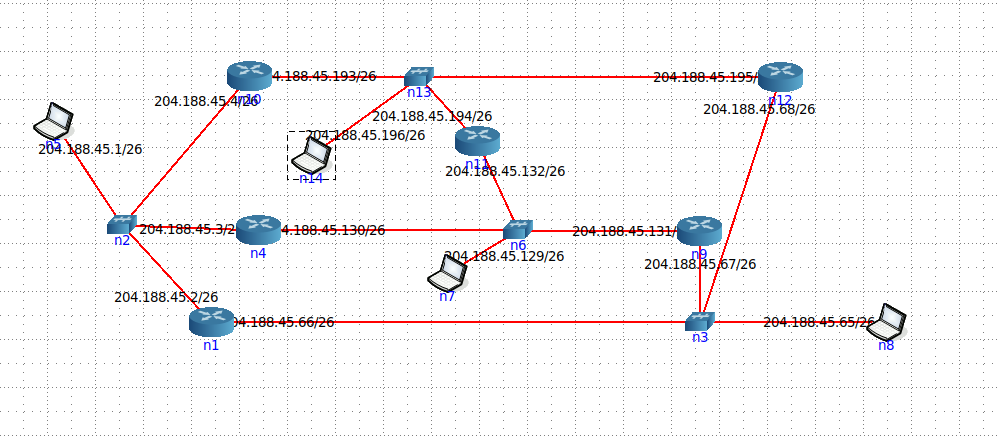 4.188.45.193/26
n13
204.188.45.195/
n12
204.188.45.4/26
n10
204.188.45.68/26
204.188.45.194/26
204.188.45.196/26
n11
n14
204.188.45.1/26
204.188.45.132/26
n2
204.188.45.3/2
n4
4.188.45.130/26
n6
204.188.45.131/
n9
204.188.45.129/26
n7
204.188.45.67/26
204.188.45.2/26
n1
4.188.45.66/26
n3
204.188.45.65/26
n8